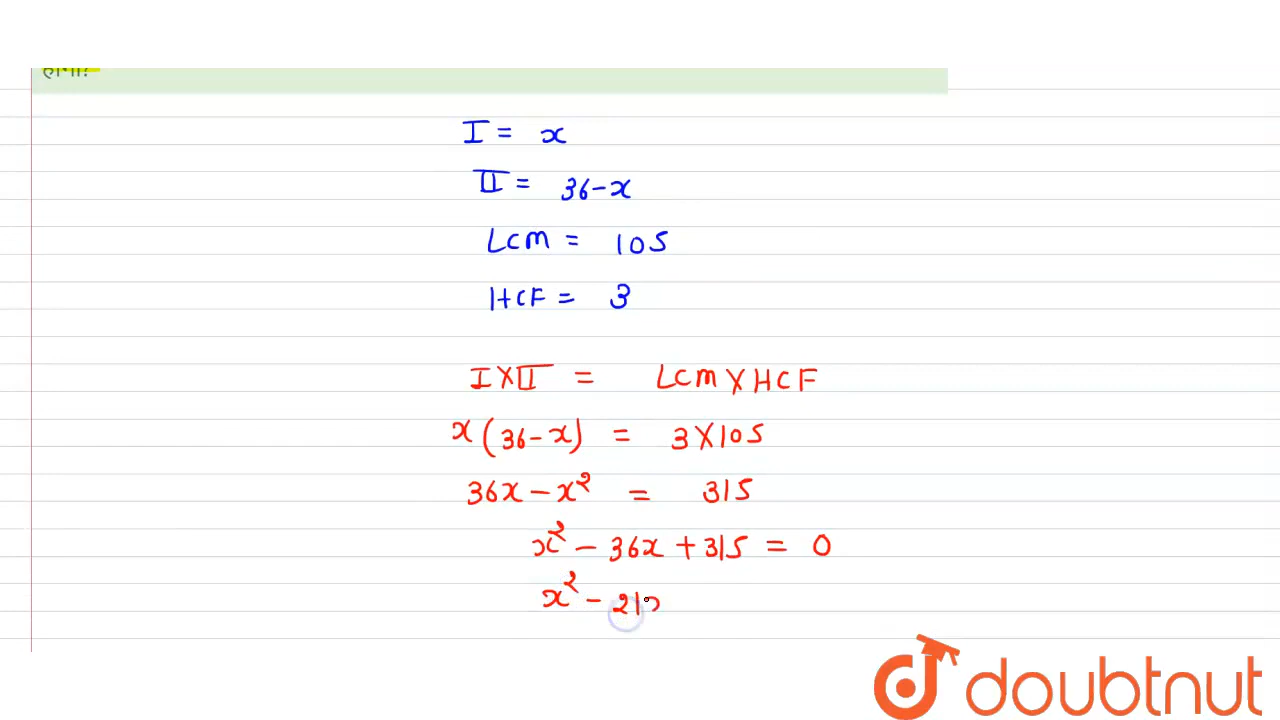 होगा?
I = x
II = 36-x
Lcm = 105
HCF = 3
I X II = Lcm X HCF
x (36-x) = 3 X 105
36x - x² = 315
x² - 36x + 315 = 0
x² - 21
doubtnut